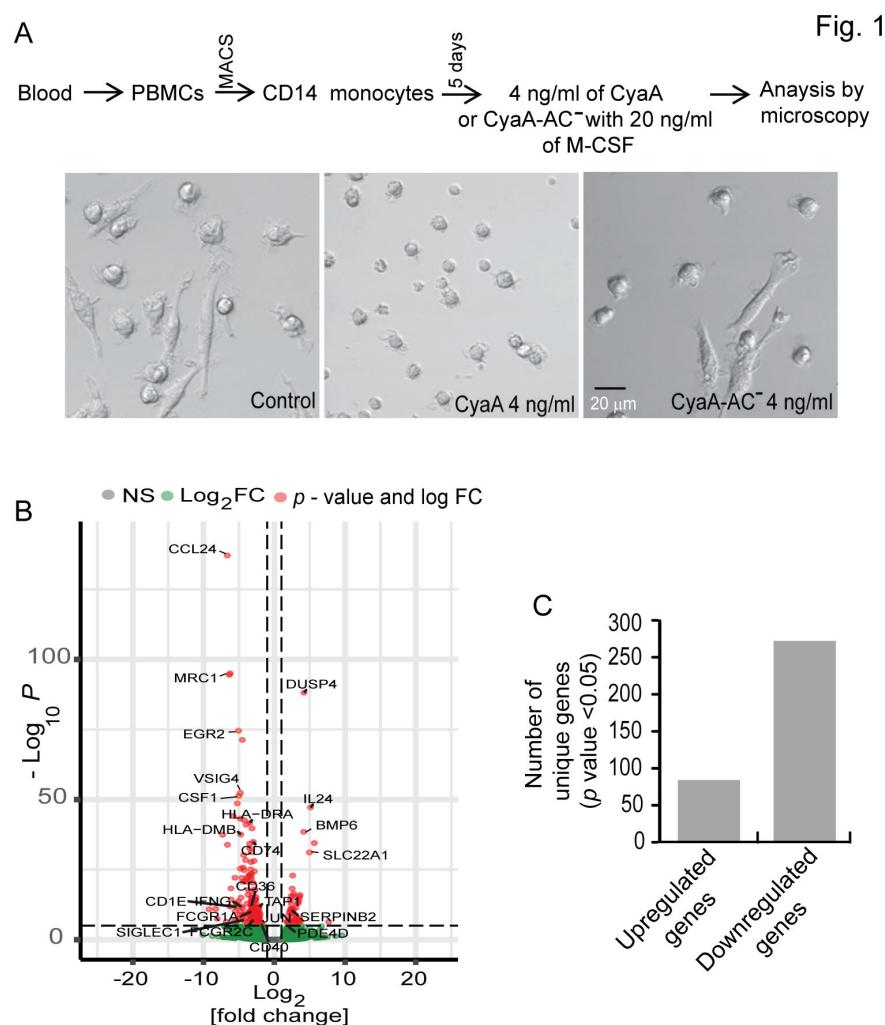 Fig. 1
A
Blood
PBMCs
MACS
CD14 monocytes
5 days
4 ng/ml of CyaA
or CyaA-AC⁻ with 20 ng/ml
of M-CSF
Anaysis by
microscopy
Control
CyaA 4 ng/ml
20 µm
CyaA-AC⁻ 4 ng/ml
B
NS
Log₂FC
p - value and log FC
- Log₁₀ P
100
50
0
CCL24
MRC1
DUSP4
EGR2
VSIG4
CSF1
IL24
HLA-DRA
BMP6
HLA-DMB
CD74
SLC22A1
CD36
CD1E
IFNG
TAP1
FCGR1A
JUN
SERPINB2
SIGLEC1
FCGR2C
PDE4D
CD40
-20
-10
0
10
20
Log₂
[fold change]
C
Number of
unique genes
(p value <0.05)
300
250
200
150
100
50
0
Upregulated
genes
Downregulated
genes